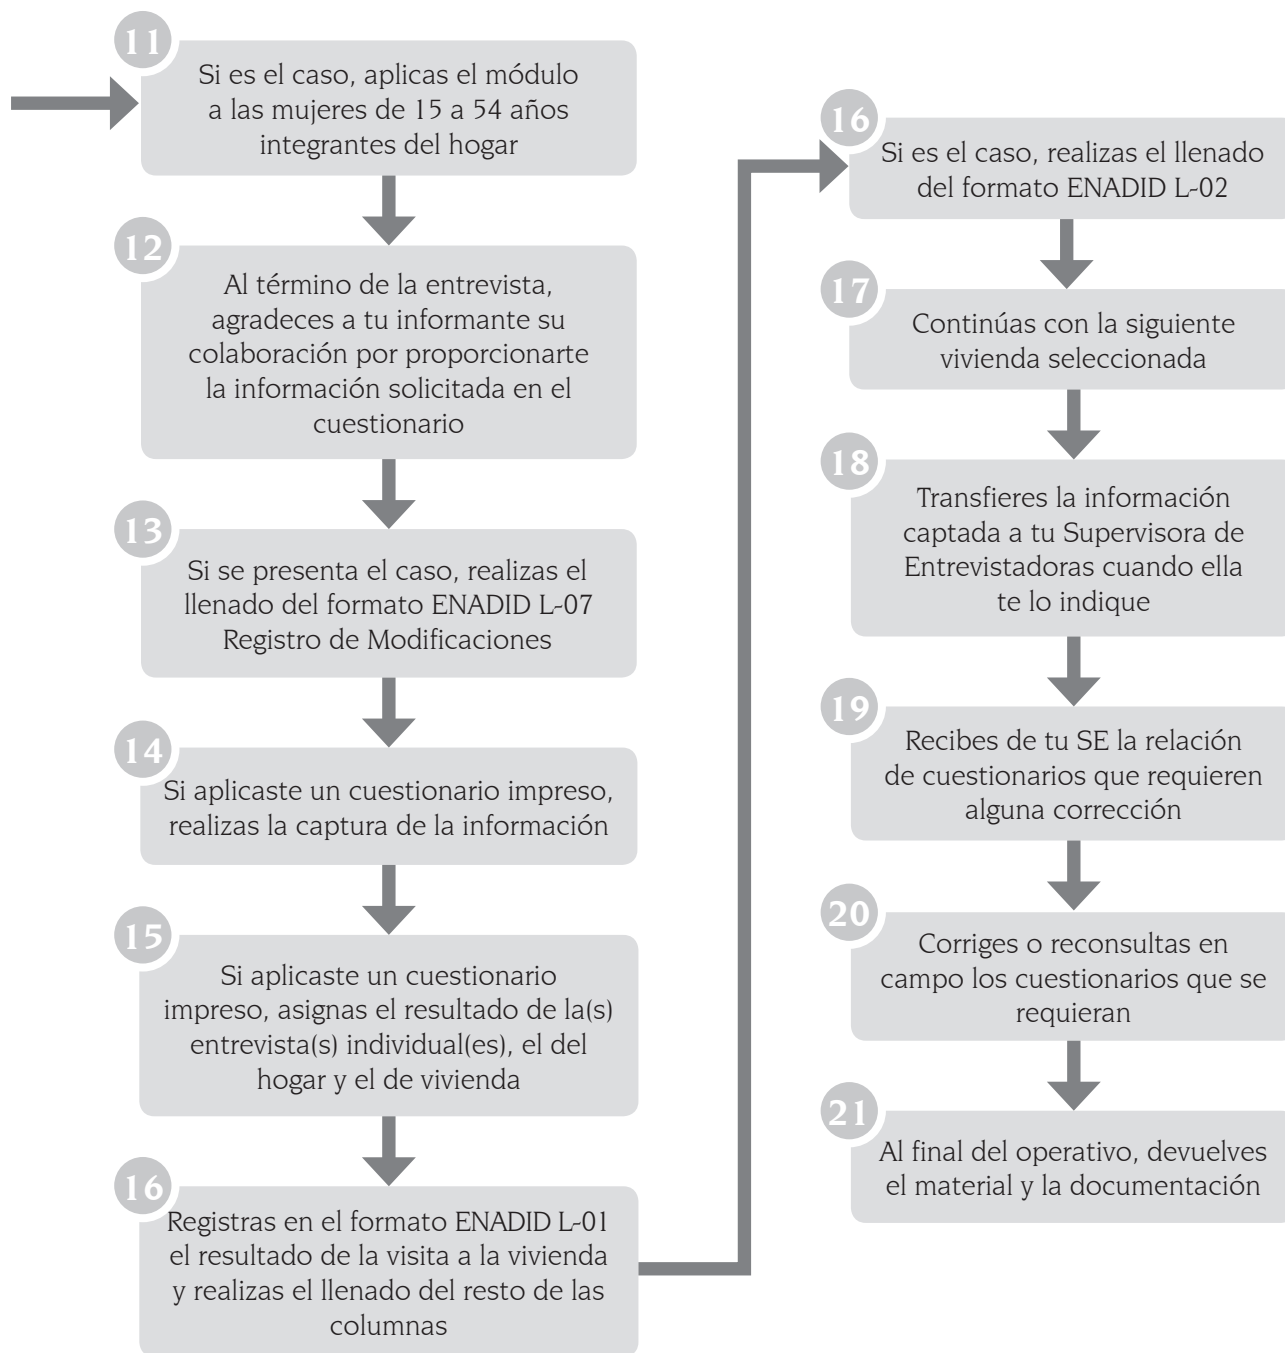 11
Si es el caso, aplicas el módulo
a las mujeres de 15 a 54 años
integrantes del hogar
12
Al término de la entrevista,
agradeces a tu informante su
colaboración por proporcionarte
la información solicitada en el
cuestionario
13
Si se presenta el caso, realizas el
llenado del formato ENADID L-07
Registro de Modificaciones
14
Si aplicaste un cuestionario impreso,
realizas la captura de la información
15
Si aplicaste un cuestionario
impreso, asignas el resultado de la(s)
entrevista(s) individual(es), el del
hogar y el de vivienda
16
Registras en el formato ENADID L-01
el resultado de la visita a la vivienda
y realizas el llenado del resto de las
columnas
16
Si es el caso, realizas el llenado
del formato ENADID L-02
17
Continúas con la siguiente
vivienda seleccionada
18
Transfieres la información
captada a tu Supervisora de
Entrevistadoras cuando ella
te lo indique
19
Recibes de tu SE la relación
de cuestionarios que requieren
alguna corrección
20
Corriges o reconsultas en
campo los cuestionarios que se
requieran
21
Al final del operativo, devuelves
el material y la documentación